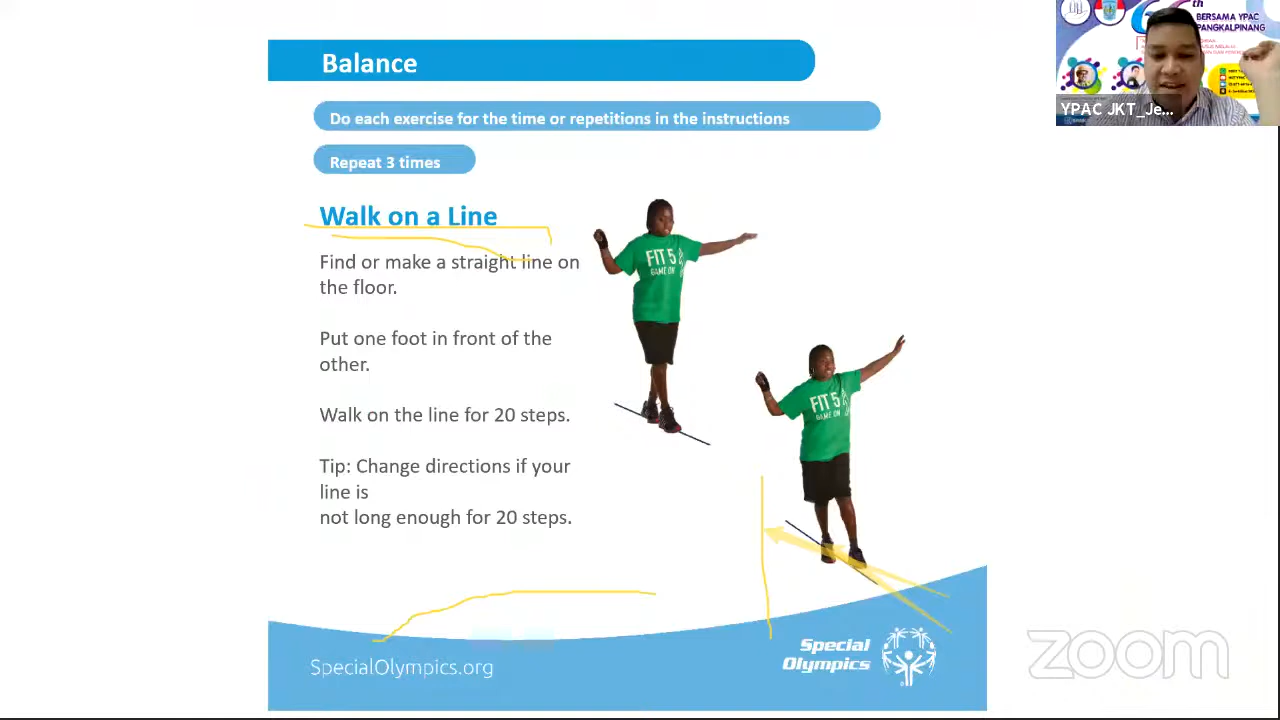 Balance
Do each exercise for the time or repetitions in the instructions
Repeat 3 times
Walk on a Line
Find or make a straight line on
the floor.
Put one foot in front of the
other.
Walk on the line for 20 steps.
Tip: Change directions if your
line is
not long enough for 20 steps.
FIT 5
GAME ON
FIT 5
GAME ON
SpecialOlympics.org
Special
Olympics
th
BERSAMA YPAC
PANGKALPINANG
YPAC JKT_Je...
zoom